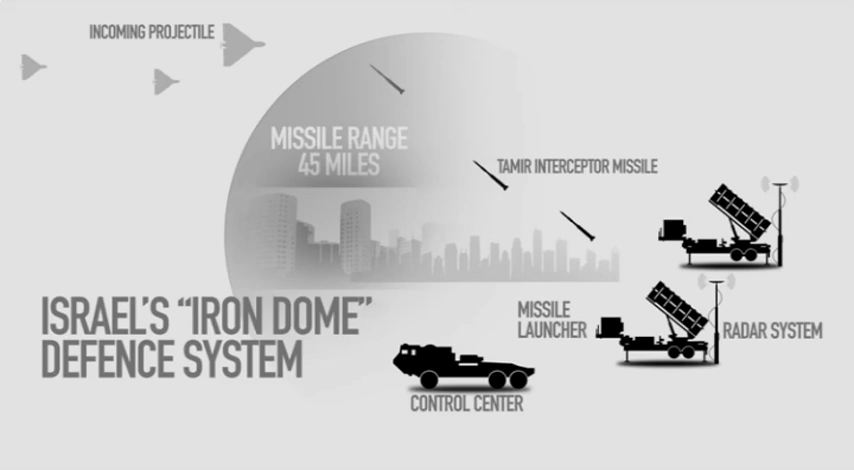 INCOMING PROJECTILE
MISSILE RANGE
45 MILES
TAMIR INTERCEPTOR MISSILE
ISRAEL'S “IRON DOME”
DEFENCE SYSTEM
MISSILE
LAUNCHER
RADAR SYSTEM
CONTROL CENTER